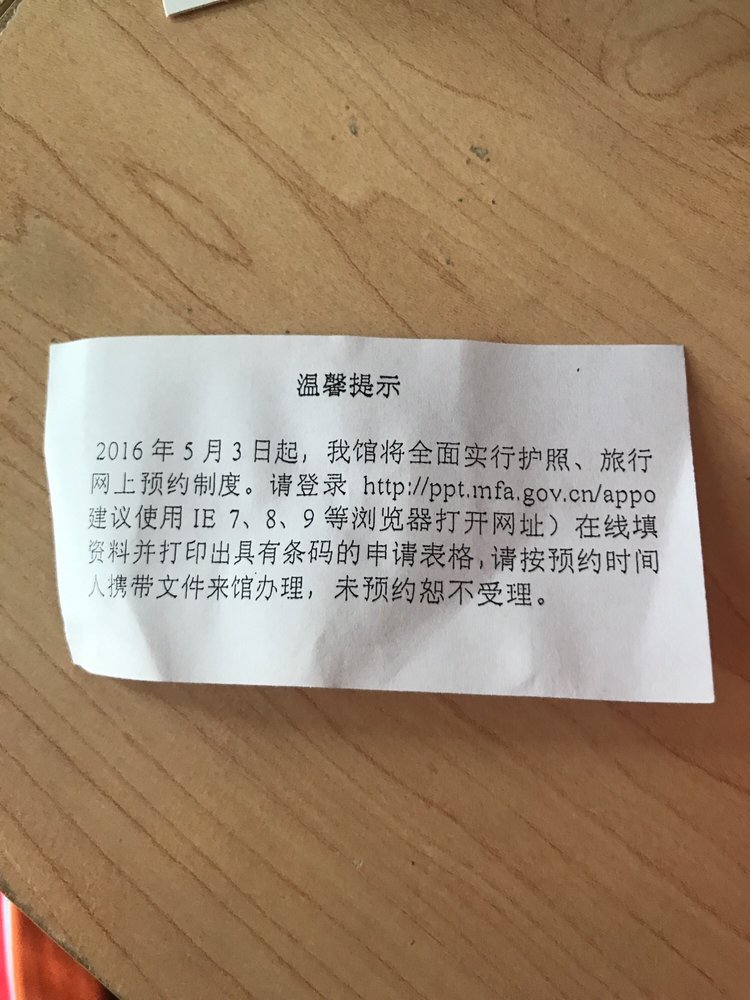 温馨提示
2016 年 5 月 3 日起，我馆将全面实行护照、旅行
网上预约制度。请登录 http://ppt.mfa.gov.cn/appo
建议使用 IE 7、8、9 等浏览器打开网址）在线填
资料并打印出具有条码的申请表格,请按预约时间
人携带文件来馆办理，未预约恕不受理。